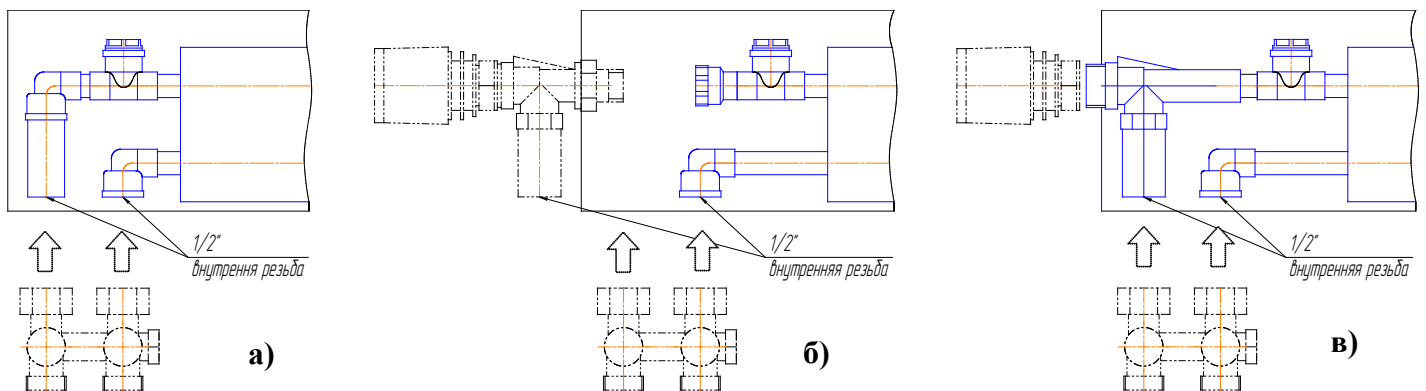 1/2"
внутрення резьба
а)
1/2"
внутренняя резьба
б)
1/2"
внутренняя резьба
в)